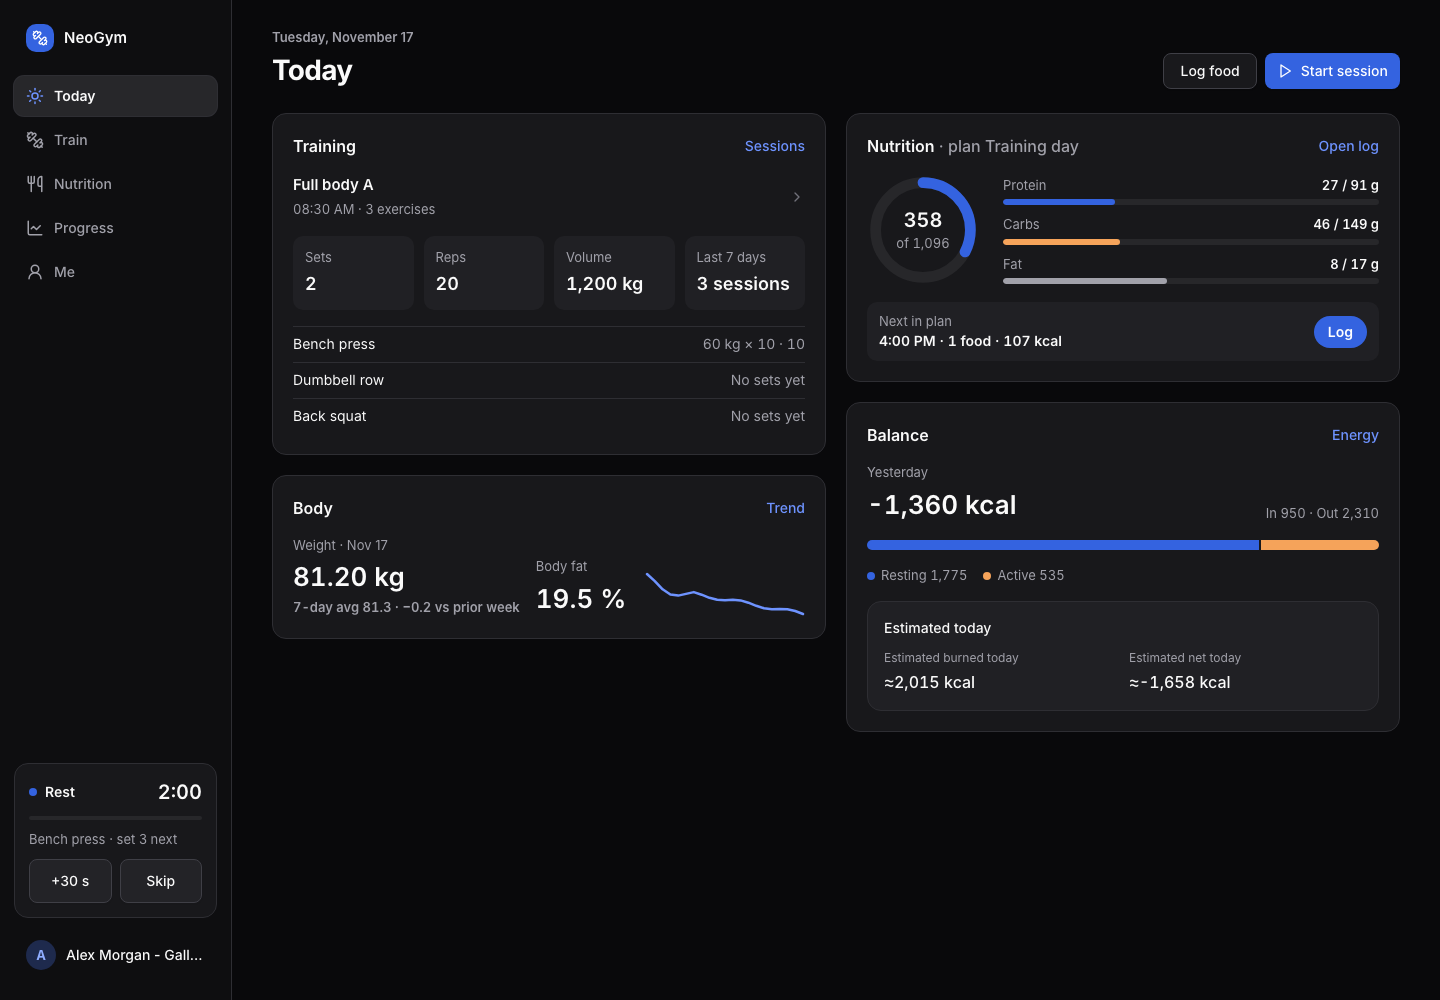 NeoGym
Today
Train
Nutrition
Progress
Me
Rest 2:00
Bench press · set 3 next
+30 s Skip
A Alex Morgan - Gall...
Tuesday, November 17
Today
Log food Start session
Training Sessions
Full body A
08:30 AM · 3 exercises
Sets Reps Volume Last 7 days
2 20 1,200 kg 3 sessions
Bench press 60 kg × 10 · 10
Dumbbell row No sets yet
Back squat No sets yet
Body Trend
Weight · Nov 17
81.20 kg
7-day avg 81.3 · −0.2 vs prior week
Body fat
19.5 %
Nutrition · plan Training day Open log
358
of 1,096
Protein 27 / 91 g
Carbs 46 / 149 g
Fat 8 / 17 g
Next in plan
4:00 PM · 1 food · 107 kcal
Log
Balance Energy
Yesterday
-1,360 kcal
In 950 · Out 2,310
Resting 1,775 Active 535
Estimated today
Estimated burned today Estimated net today
≈2,015 kcal ≈-1,658 kcal